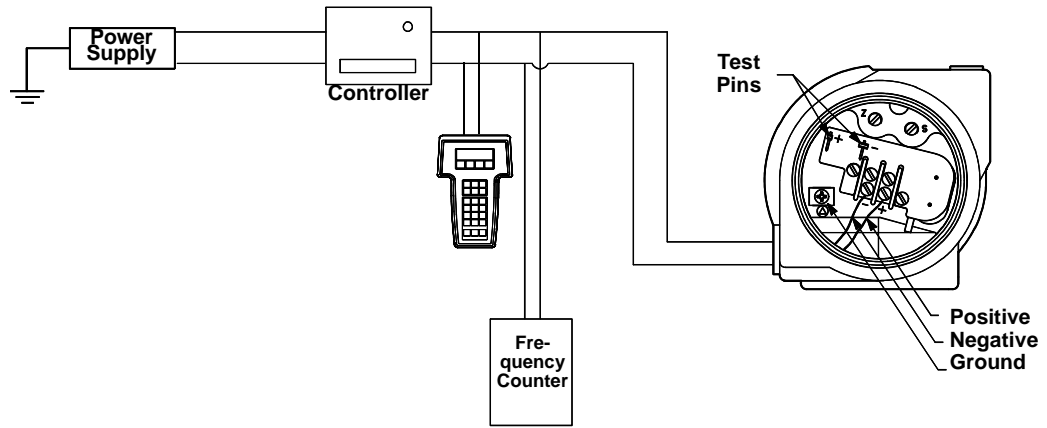 Power
Supply
Controller
Test
Pins
Z
S
+
−
−
+
Fre-
quency
Counter
Positive
Negative
Ground